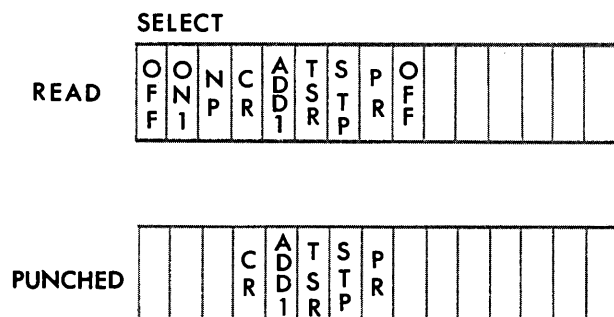 SELECT
READ OFF ON1 NP CR ADD1 TSR STP PR OFF
PUNCHED CR ADD1 TSR STP PR